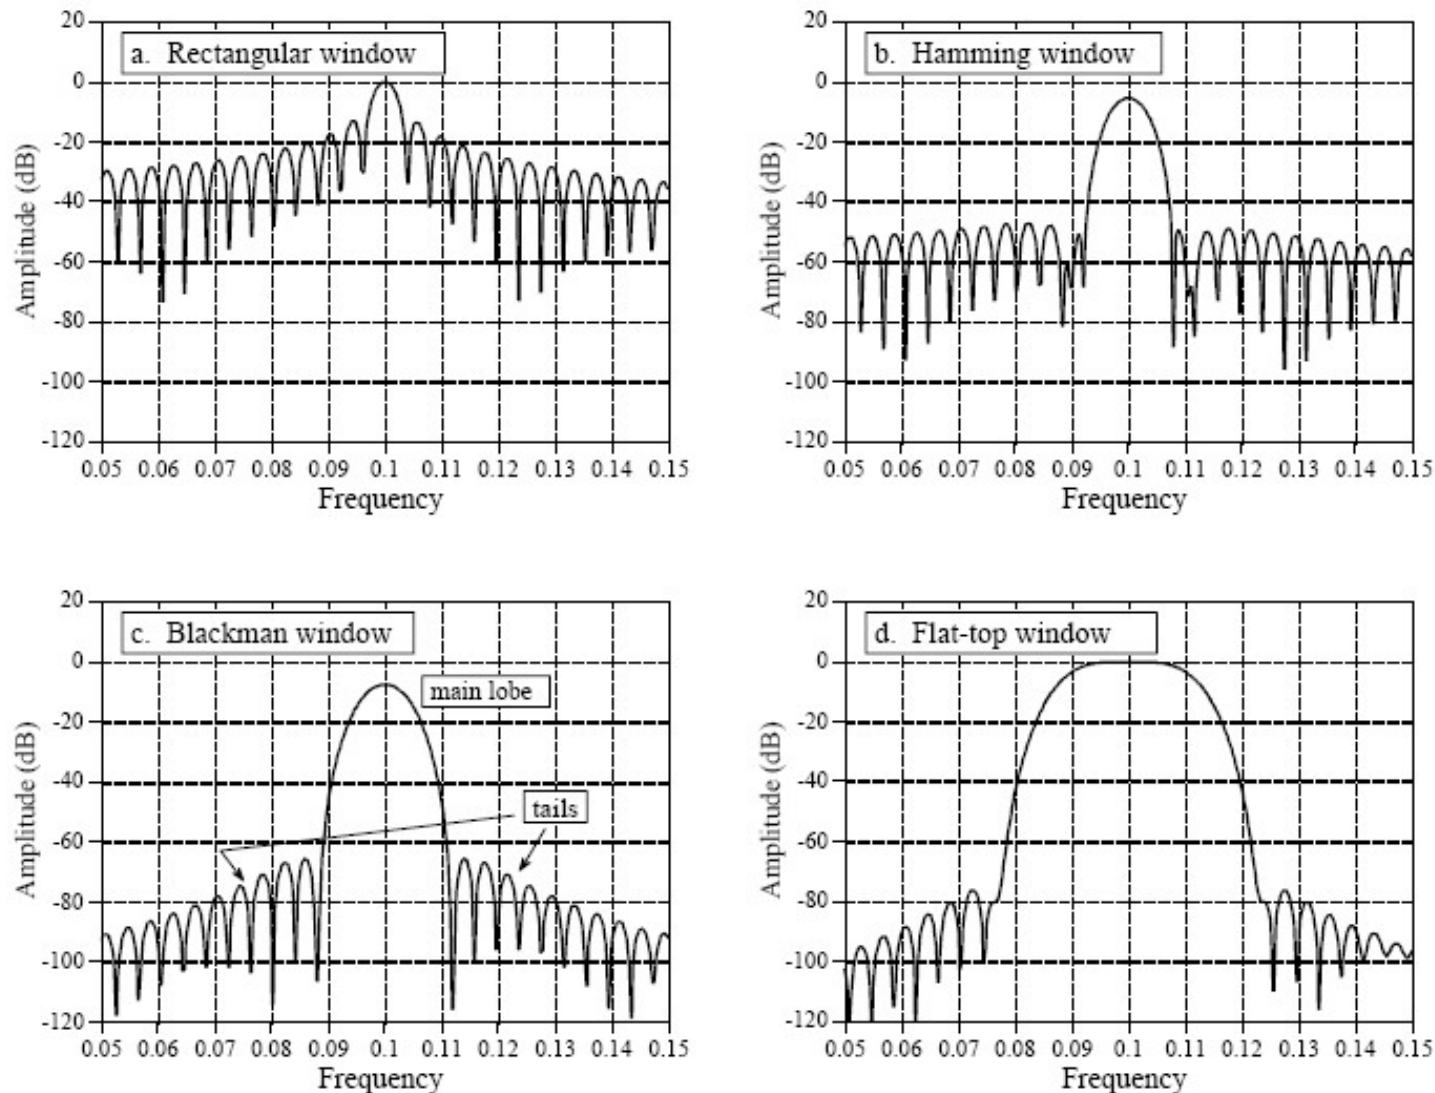 a. Rectangular window
20
0
-20
-40
-60
-80
-100
-120
Amplitude (dB)
0.05 0.06 0.07 0.08 0.09 0.1 0.11 0.12 0.13 0.14 0.15
Frequency
b. Hamming window
20
0
-20
-40
-60
-80
-100
-120
Amplitude (dB)
0.05 0.06 0.07 0.08 0.09 0.1 0.11 0.12 0.13 0.14 0.15
Frequency
c. Blackman window
main lobe
tails
20
0
-20
-40
-60
-80
-100
-120
Amplitude (dB)
0.05 0.06 0.07 0.08 0.09 0.1 0.11 0.12 0.13 0.14 0.15
Frequency
d. Flat-top window
20
0
-20
-40
-60
-80
-100
-120
Amplitude (dB)
0.05 0.06 0.07 0.08 0.09 0.1 0.11 0.12 0.13 0.14 0.15
Frequency